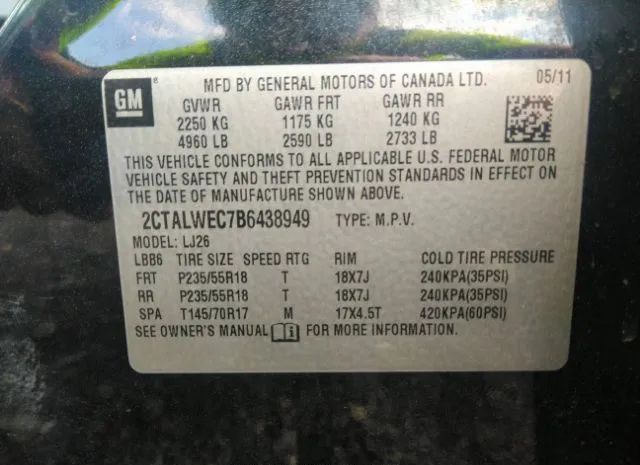 GM ® MFD BY GENERAL MOTORS OF CANADA LTD. 05/11
GVWR GAWR FRT GAWR RR
2250 KG 1175 KG 1240 KG
4960 LB 2590 LB 2733 LB
THIS VEHICLE CONFORMS TO ALL APPLICABLE U.S. FEDERAL MOTOR
VEHICLE SAFETY AND THEFT PREVENTION STANDARDS IN EFFECT ON
THE DATE OF MANUFACTURE SHOWN ABOVE.
2CTALWEC7B6438949 TYPE: M.P.V.
MODEL: LJ26
LBB6 TIRE SIZE SPEED RTG RIM COLD TIRE PRESSURE
FRT P235/55R18 T 18X7J 240KPA(35PSI)
RR P235/55R18 T 18X7J 240KPA(35PSI)
SPA T145/70R17 M 17X4.5T 420KPA(60PSI)
SEE OWNER'S MANUAL FOR MORE INFORMATION.